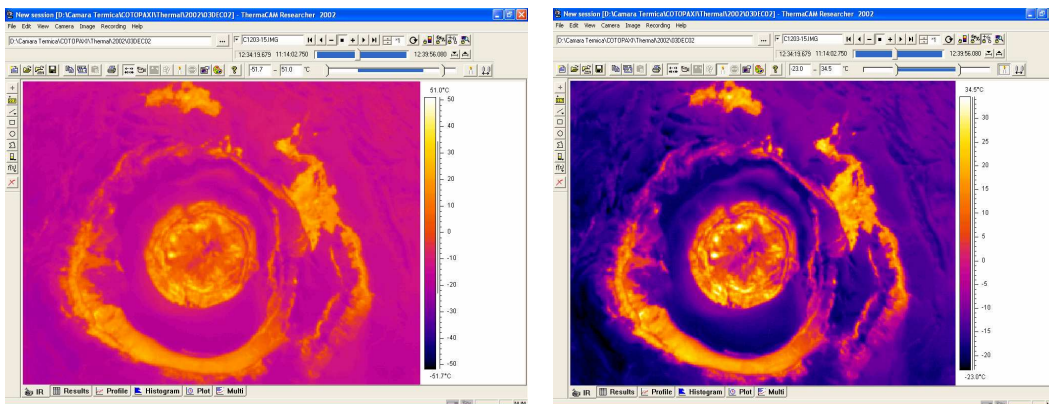 New session [D:\Camara Termica\COTOPAXI\Thermal\2002\03DEC02] - ThermaCAM Researcher 2002
File Edit View Camera Image Recording Help
D:\Camara Termica\COTOPAXI\Thermal\2002\03DEC02 ... C1203-15.IMG
12:34:19.679 11:14:02.750 12:39:56.080
-51.7 - 51.0 °C
51.0°C
50
40
30
20
10
0
-10
-20
-30
-40
-50
-51.7°C
IR Results Profile Histogram Plot Multi
New session [D:\Camara Termica\COTOPAXI\Thermal\2002\03DEC02] - ThermaCAM Researcher 2002
File Edit View Camera Image Recording Help
D:\Camara Termica\COTOPAXI\Thermal\2002\03DEC02 ... C1203-15.IMG
12:34:19.679 11:14:02.750 12:39:56.080
-23.0 - 34.5 °C
34.5°C
30
25
20
15
10
5
0
-5
-10
-15
-20
-23.0°C
IR Results Profile Histogram Plot Multi